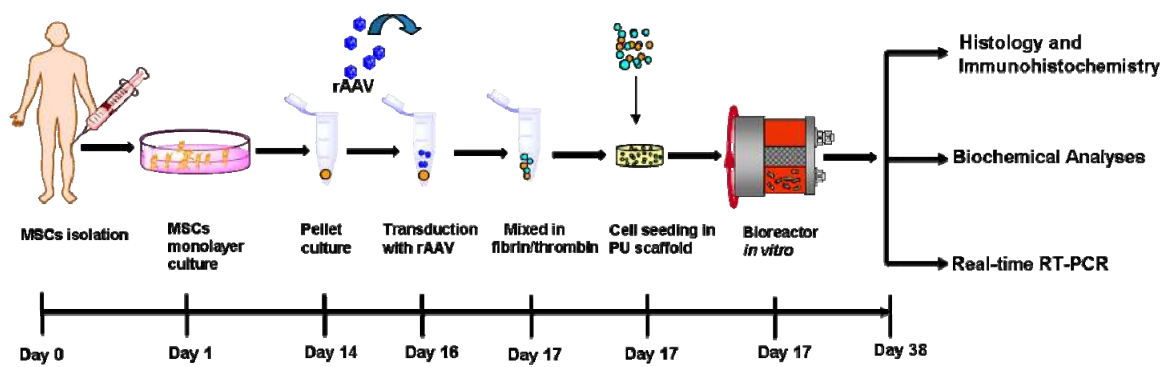 rAAV
Histology and
Immunohistochemistry
Biochemical Analyses
Real-time RT-PCR
MSCs isolation
MSCs
monolayer
culture
Pellet
culture
Transduction
with rAAV
Mixed in
fibrin/thrombin
Cell seeding in
PU scaffold
Bioreactor
in vitro
Day 0
Day 1
Day 14
Day 16
Day 17
Day 17
Day 17
Day 38